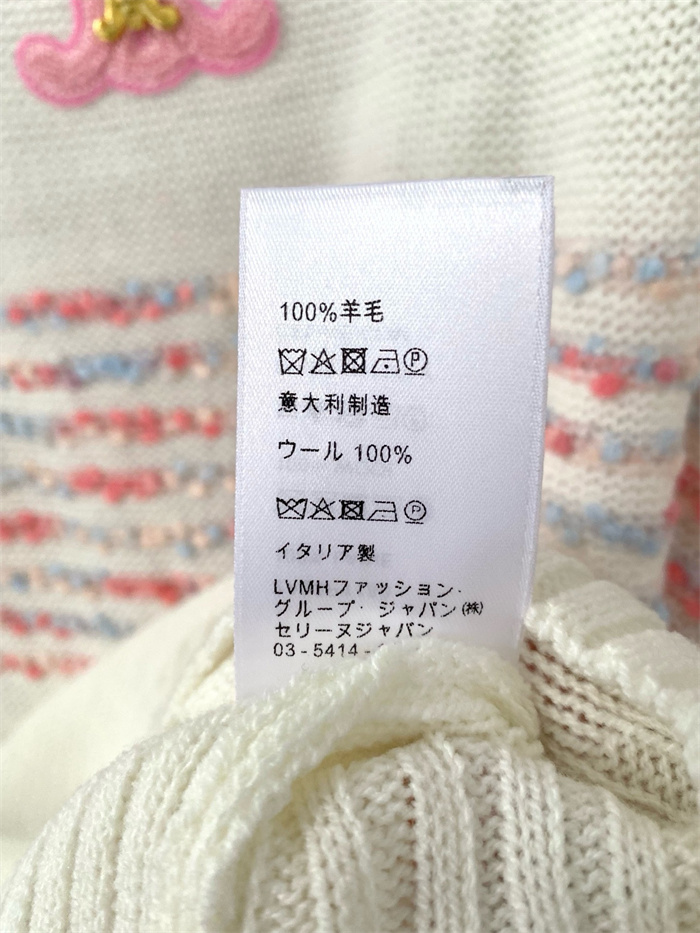 100%羊毛
意大利制造
ウール 100%
イタリア製
LVMHファッション・
グループ・ジャパン㈱
セリーヌジャパン
03 - 5414 -